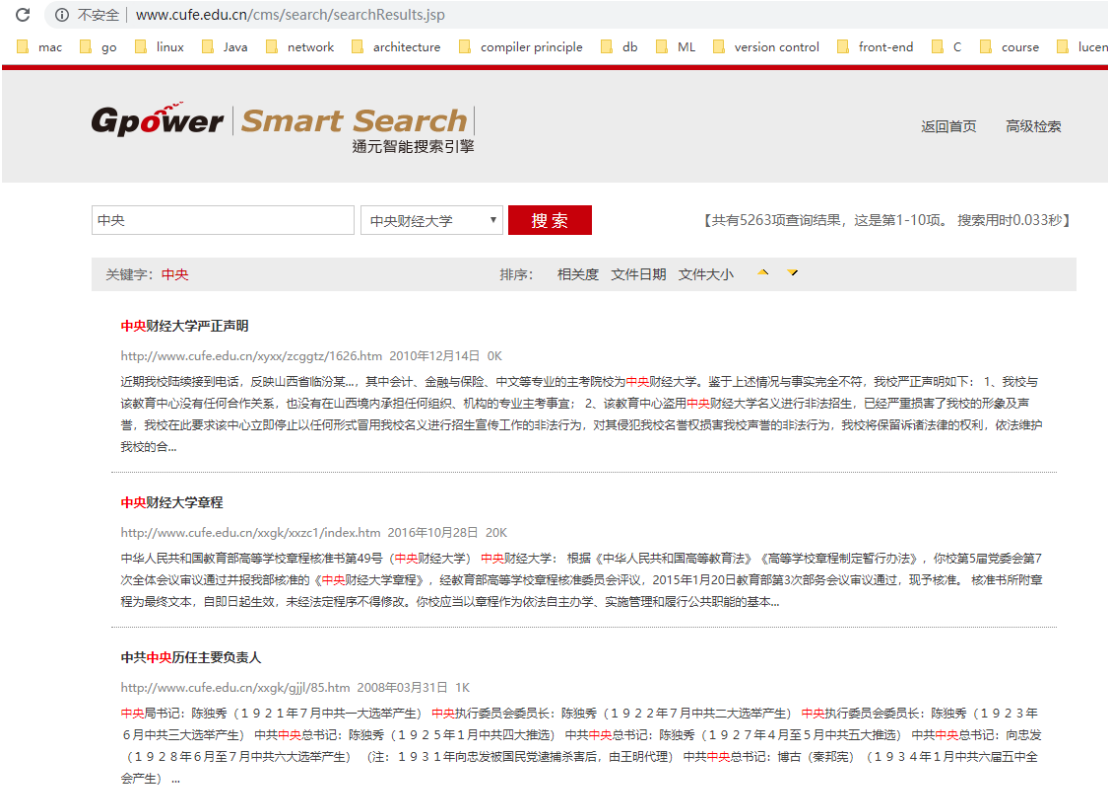 不安全 | www.cufe.edu.cn/cms/search/searchResults.jsp
mac go linux Java network architecture compiler principle db ML version control front-end C course lucen
Gpower Smart Search
通元智能搜索引擎
返回首页 高级检索
中央 中央财经大学 搜 索 【共有5263项查询结果，这是第1-10项。 搜索用时0.033秒】
关键字：中央 排序： 相关度 文件日期 文件大小
中央财经大学严正声明
http://www.cufe.edu.cn/xyxx/zcggtz/1626.htm 2010年12月14日 0K
近期我校陆续接到电话，反映山西省临汾某...，其中会计、金融与保险、中文等专业的主考院校为中央财经大学。鉴于上述情况与事实完全不符，我校严正声明如下： 1、我校与
该教育中心没有任何合作关系，也没有在山西境内承担任何组织、机构的专业主考事宜； 2、该教育中心盗用中央财经大学名义进行非法招生，已经严重损害了我校的形象及声
誉，我校在此要求该中心立即停止以任何形式冒用我校名义进行招生宣传工作的非法行为，对其侵犯我校名誉权损害我校声誉的非法行为，我校将保留诉诸法律的权利，依法维护
我校的合...
中央财经大学章程
http://www.cufe.edu.cn/xxgk/xxzc1/index.htm 2016年10月28日 20K
中华人民共和国教育部高等学校章程核准书第49号（中央财经大学） 中央财经大学： 根据《中华人民共和国高等教育法》《高等学校章程制定暂行办法》，你校第5届党委会第7
次全体会议审议通过并报我部核准的《中央财经大学章程》，经教育部高等学校章程核准委员会评议，2015年1月20日教育部第3次部务会议审议通过，现予核准。 核准书所附章
程为最终文本，自即日起生效，未经法定程序不得修改。你校应当以章程作为依法自主办学、实施管理和履行公共职能的基本...
中共中央历任主要负责人
http://www.cufe.edu.cn/xxgk/gjjl/85.htm 2008年03月31日 1K
中央局书记：陈独秀（１９２１年７月中共一大选举产生） 中央执行委员会委员长：陈独秀（１９２２年７月中共二大选举产生） 中央执行委员会委员长：陈独秀（１９２３年
６月中共三大选举产生） 中共中央总书记：陈独秀（１９２５年１月中共四大推选） 中共中央总书记：陈独秀（１９２７年４月至５月中共五大推选） 中共中央总书记：向忠发
（１９２８年６月至７月中共六大选举产生） （注：１９３１年向忠发被国民党逮捕杀害后，由王明代理） 中共中央总书记：博古（秦邦宪）（１９３４年１月中共六届五中全
会产生） ...